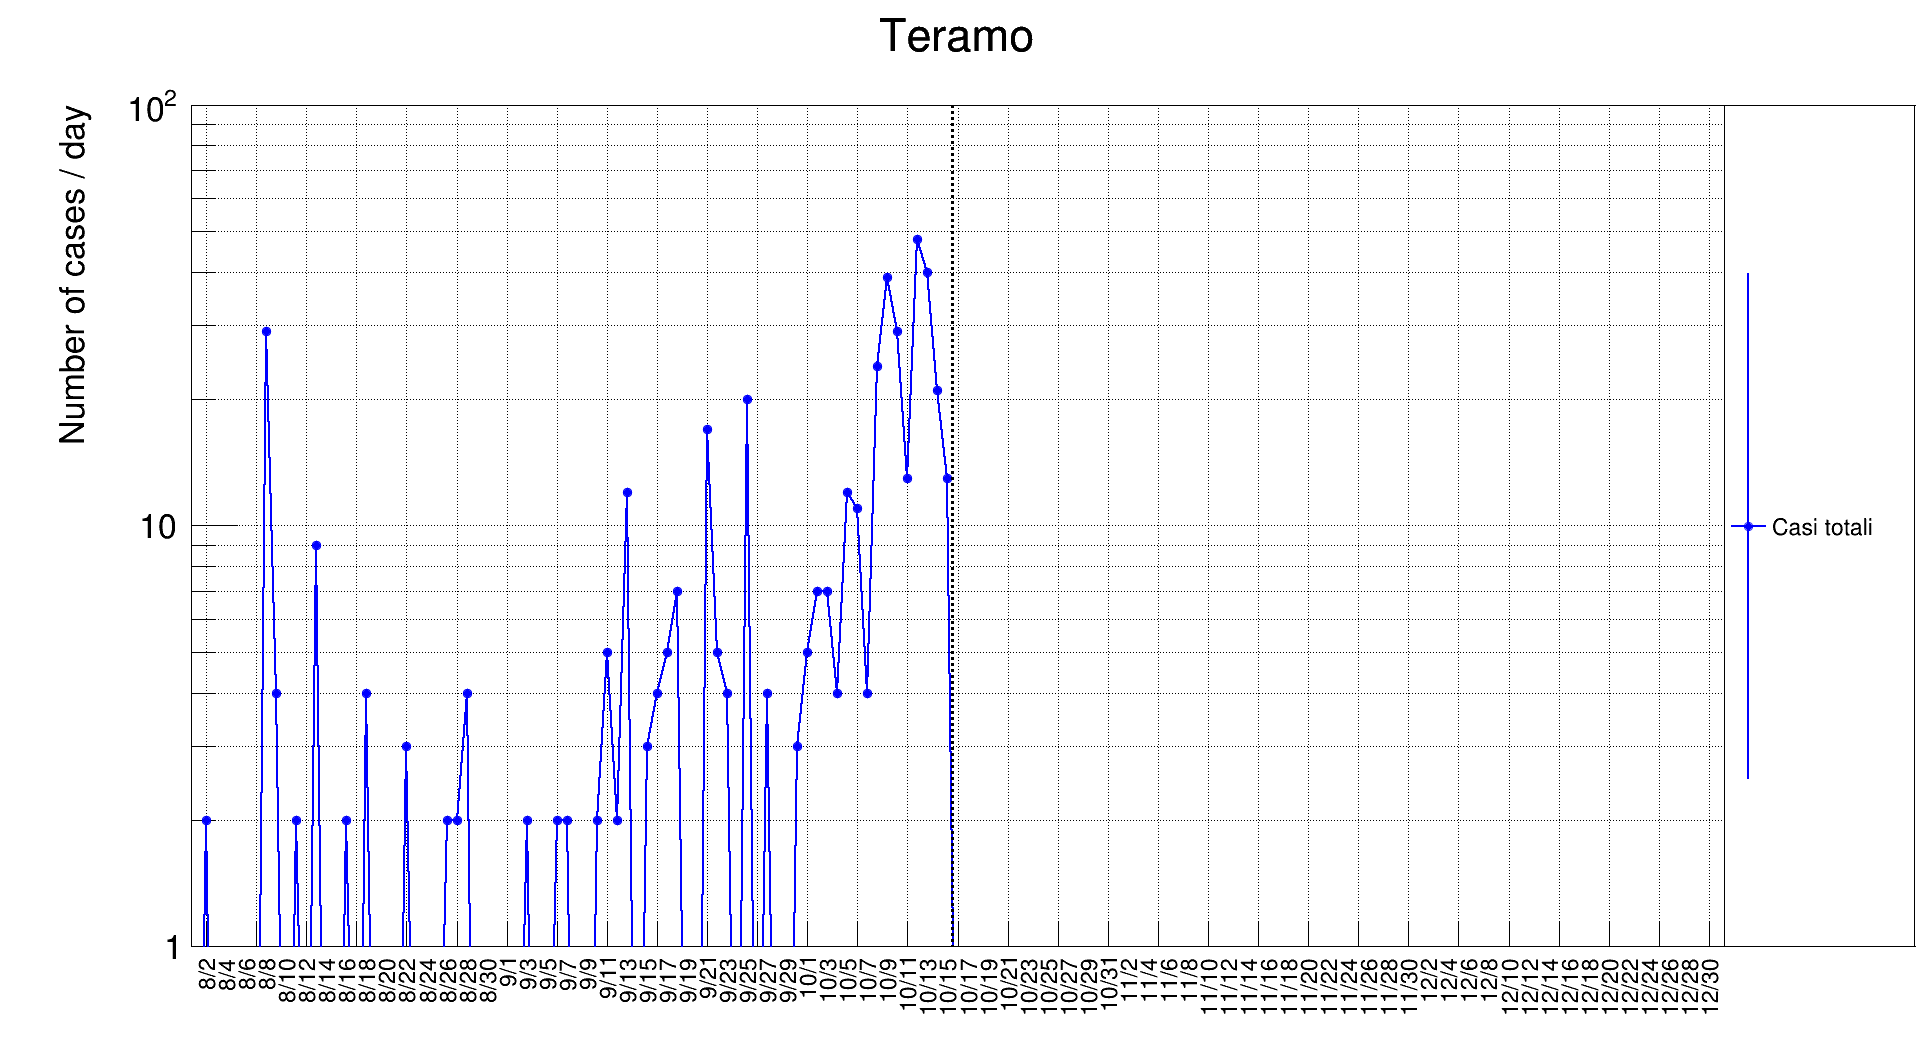 Teramo
Number of cases / day
10²
10
1
8/2 8/4 8/6 8/8 8/10 8/12 8/14 8/16 8/18 8/20 8/22 8/24 8/26 8/28 8/30 9/1 9/3 9/5 9/7 9/9 9/11 9/13 9/15 9/17 9/19 9/21 9/23 9/25 9/27 9/29 10/1 10/3 10/5 10/7 10/9 10/11 10/13 10/15 10/17 10/19 10/21 10/23 10/25 10/27 10/29 10/31 11/2 11/4 11/6 11/8 11/10 11/12 11/14 11/16 11/18 11/20 11/22 11/24 11/26 11/28 11/30 12/2 12/4 12/6 12/8 12/10 12/12 12/14 12/16 12/18 12/20 12/22 12/24 12/26 12/28 12/30
Casi totali